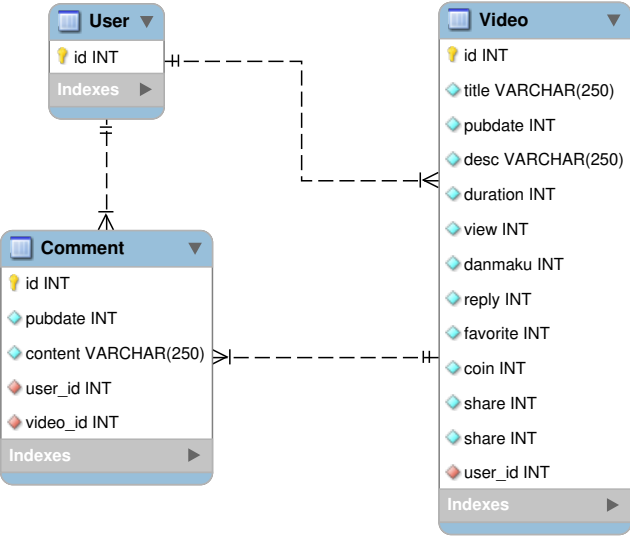 User
id INT
Indexes
Video
id INT
title VARCHAR(250)
pubdate INT
desc VARCHAR(250)
duration INT
view INT
danmaku INT
reply INT
favorite INT
coin INT
share INT
share INT
user_id INT
Indexes
Comment
id INT
pubdate INT
content VARCHAR(250)
user_id INT
video_id INT
Indexes